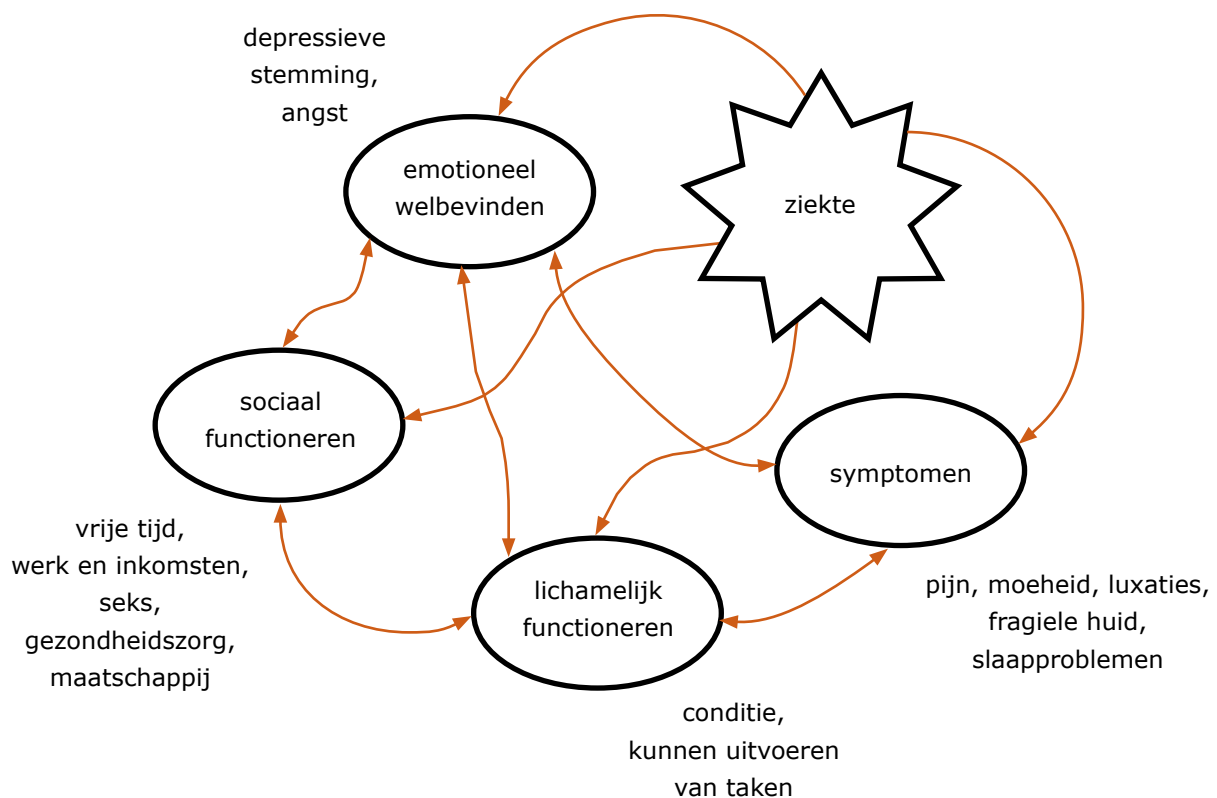 depressieve
stemming,
angst
emotioneel
welbevinden
ziekte
sociaal
functioneren
symptomen
vrije tijd,
werk en inkomsten,
seks,
gezondheidszorg,
maatschappij
lichamelijk
functioneren
pijn, moeheid, luxaties,
fragiele huid,
slaapproblemen
conditie,
kunnen uitvoeren
van taken